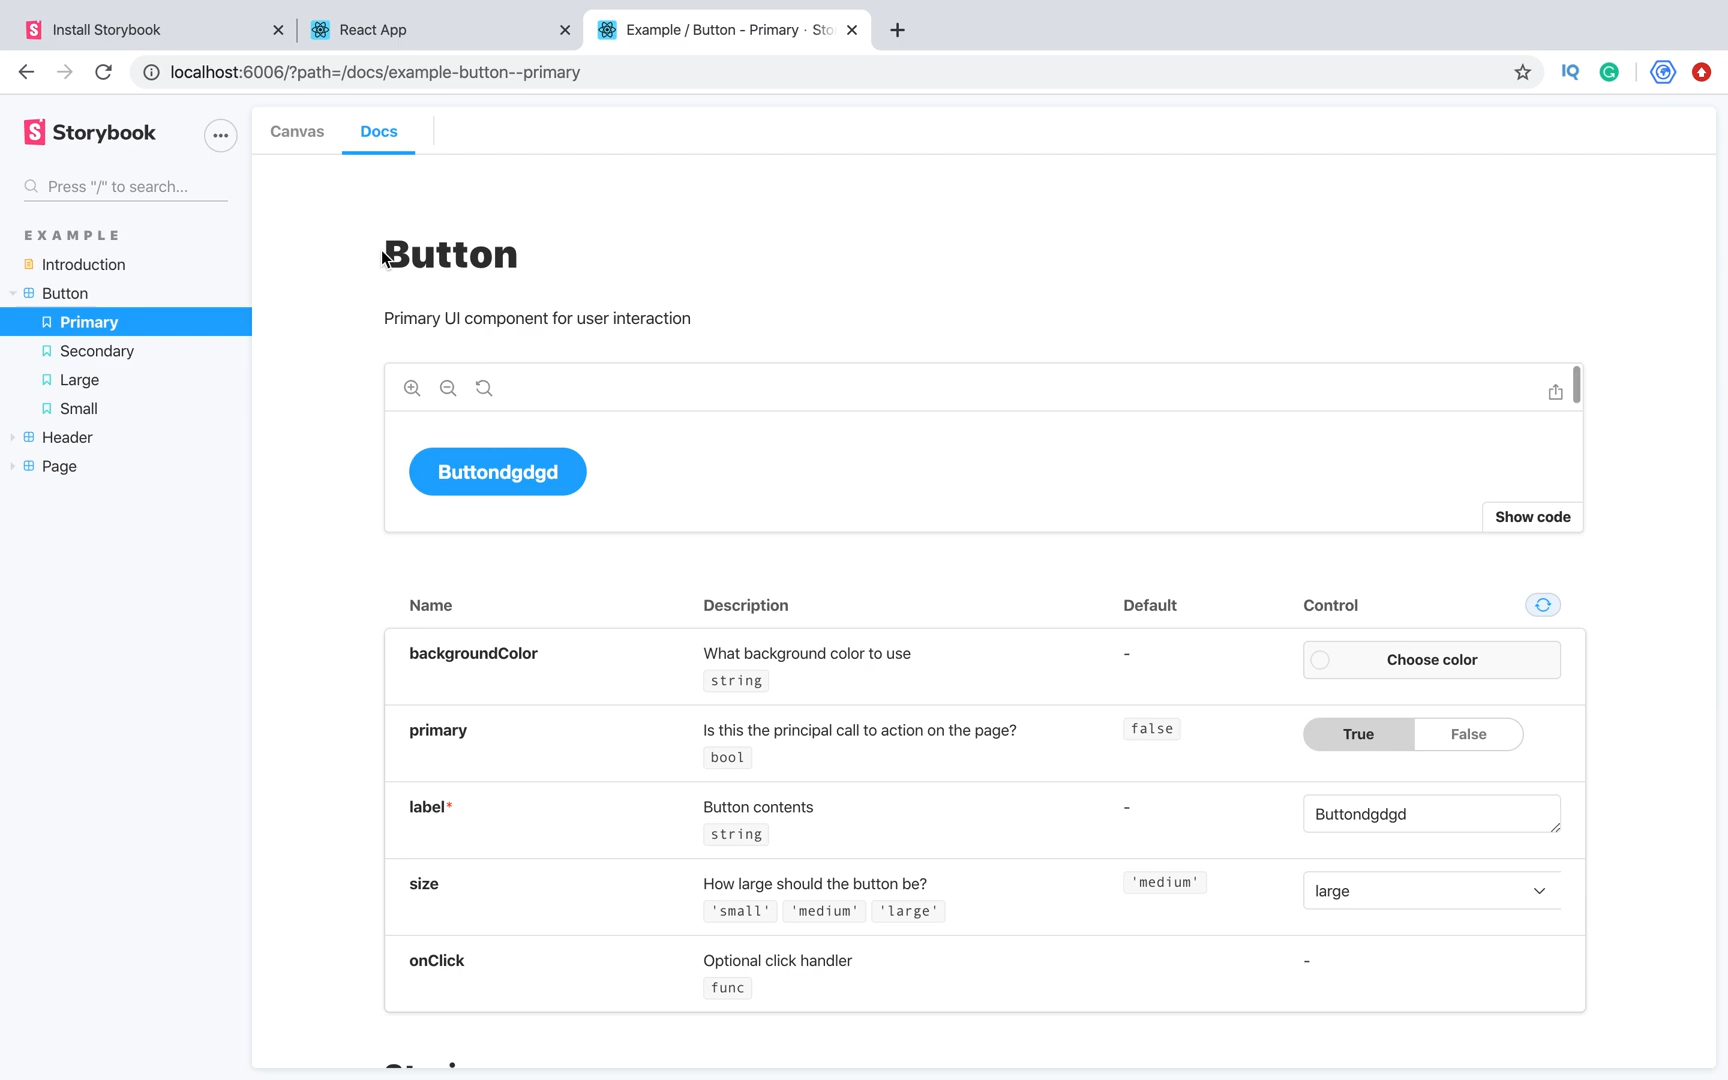 Install Storybook
React App
Example / Button - Primary · Sto
localhost:6006/?path=/docs/example-button--primary
IQ
Storybook
Press "/" to search...
EXAMPLE
Introduction
Button
Primary
Secondary
Large
Small
Header
Page
Canvas
Docs
Button
Primary UI component for user interaction
Buttondgdgd
Show code
Name Description Default Control
backgroundColor What background color to use - Choose color
string
primary Is this the principal call to action on the page? false True False
bool
label* Button contents - Buttondgdgd
string
size How large should the button be? 'medium' large
'small' 'medium' 'large'
onClick Optional click handler -
func